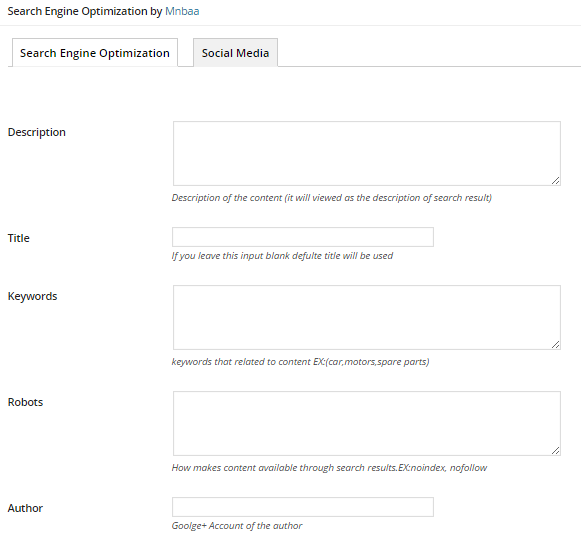 Search Engine Optimization by Mnbaa
Search Engine Optimization Social Media
Description
Description of the content (it will viewed as the description of search result)
Title
If you leave this input blank defulte title will be used
Keywords
keywords that related to content EX:(car,motors,spare parts)
Robots
How makes content available through search results.EX:noindex, nofollow
Author
Goolge+ Account of the author